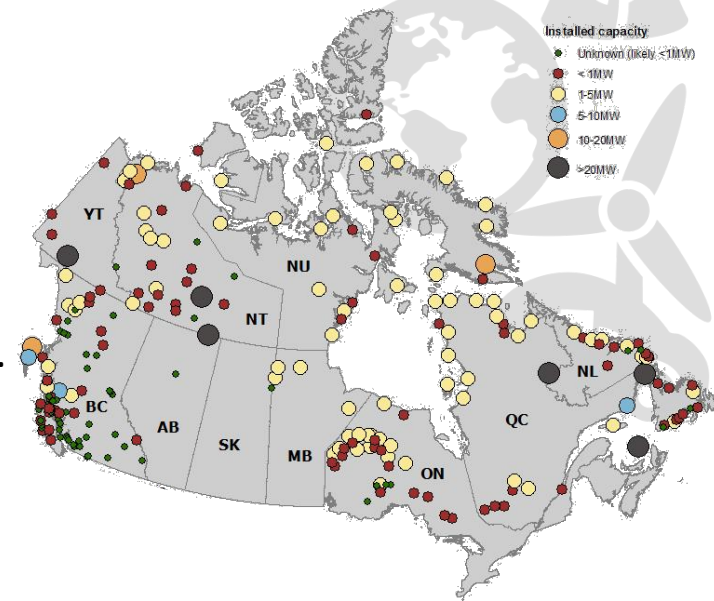 Installed capacity
Unknown (likely <1MW)
< 1MW
1-5MW
5-10MW
10-20MW
>20MW
YT
NU
NT
NL
BC
AB
QC
SK
MB
ON